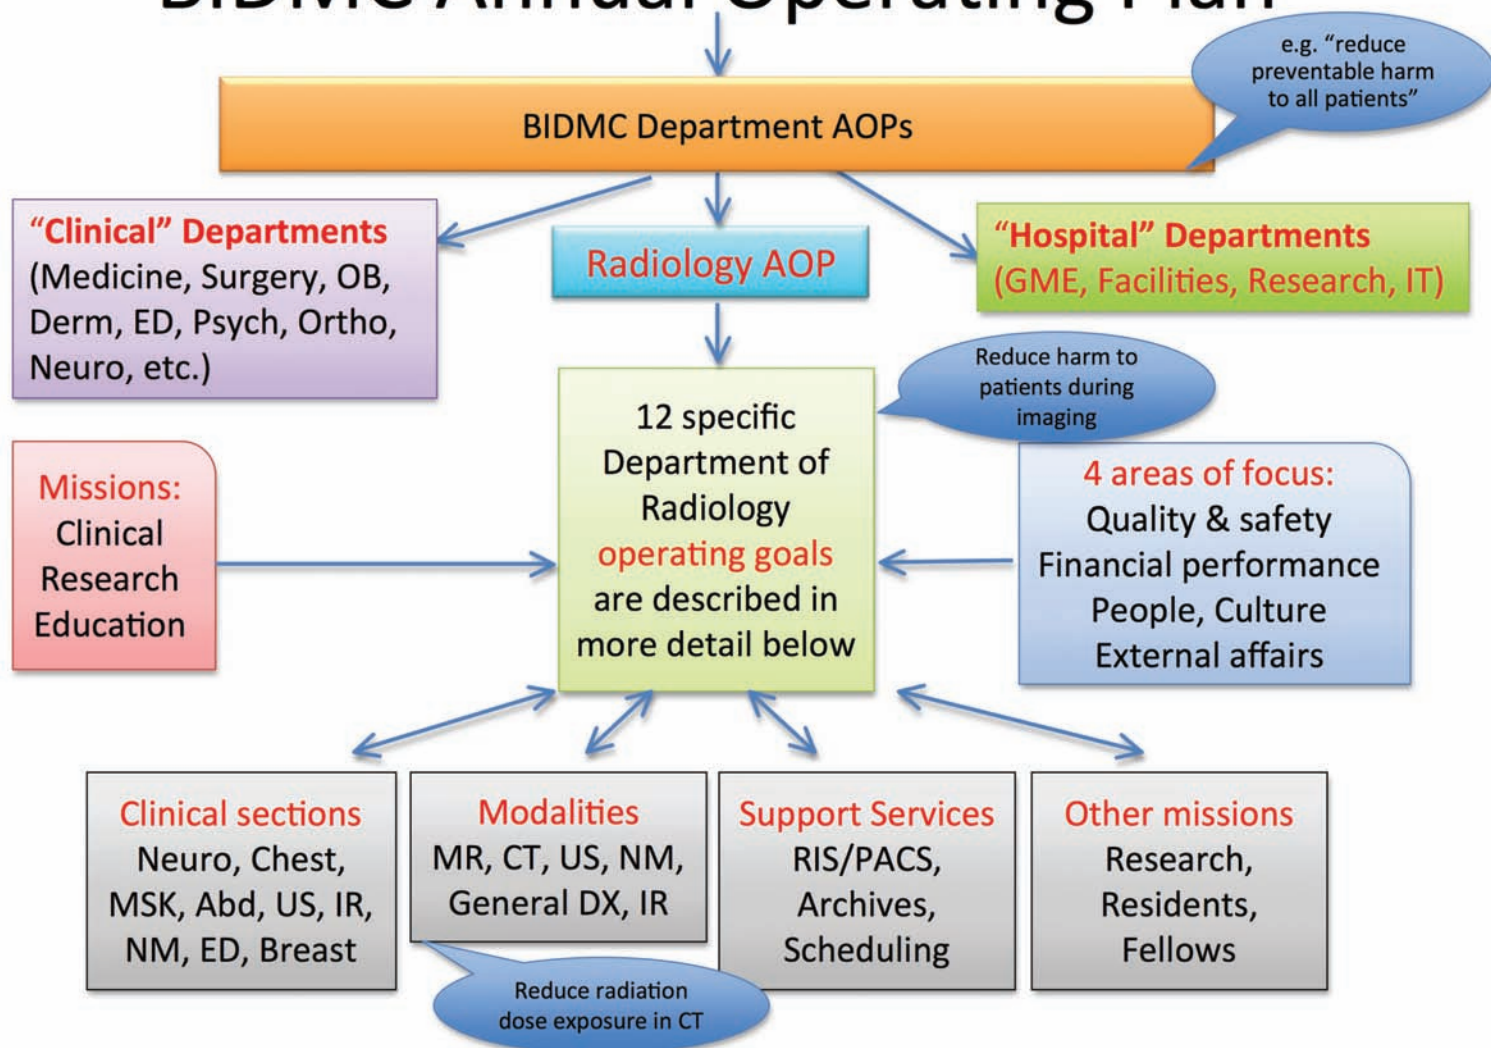 BIDMC Annual Operating Plan
e.g. “reduce
preventable harm
to all patients”
BIDMC Department AOPs
“Clinical” Departments
(Medicine, Surgery, OB,
Derm, ED, Psych, Ortho,
Neuro, etc.)
Radiology AOP
“Hospital” Departments
(GME, Facilities, Research, IT)
Reduce harm to
patients during
imaging
12 specific
Department of
Radiology
operating goals
are described in
more detail below
Missions:
Clinical
Research
Education
4 areas of focus:
Quality & safety
Financial performance
People, Culture
External affairs
Clinical sections
Neuro, Chest,
MSK, Abd, US, IR,
NM, ED, Breast
Modalities
MR, CT, US, NM,
General DX, IR
Support Services
RIS/PACS,
Archives,
Scheduling
Other missions
Research,
Residents,
Fellows
Reduce radiation
dose exposure in CT